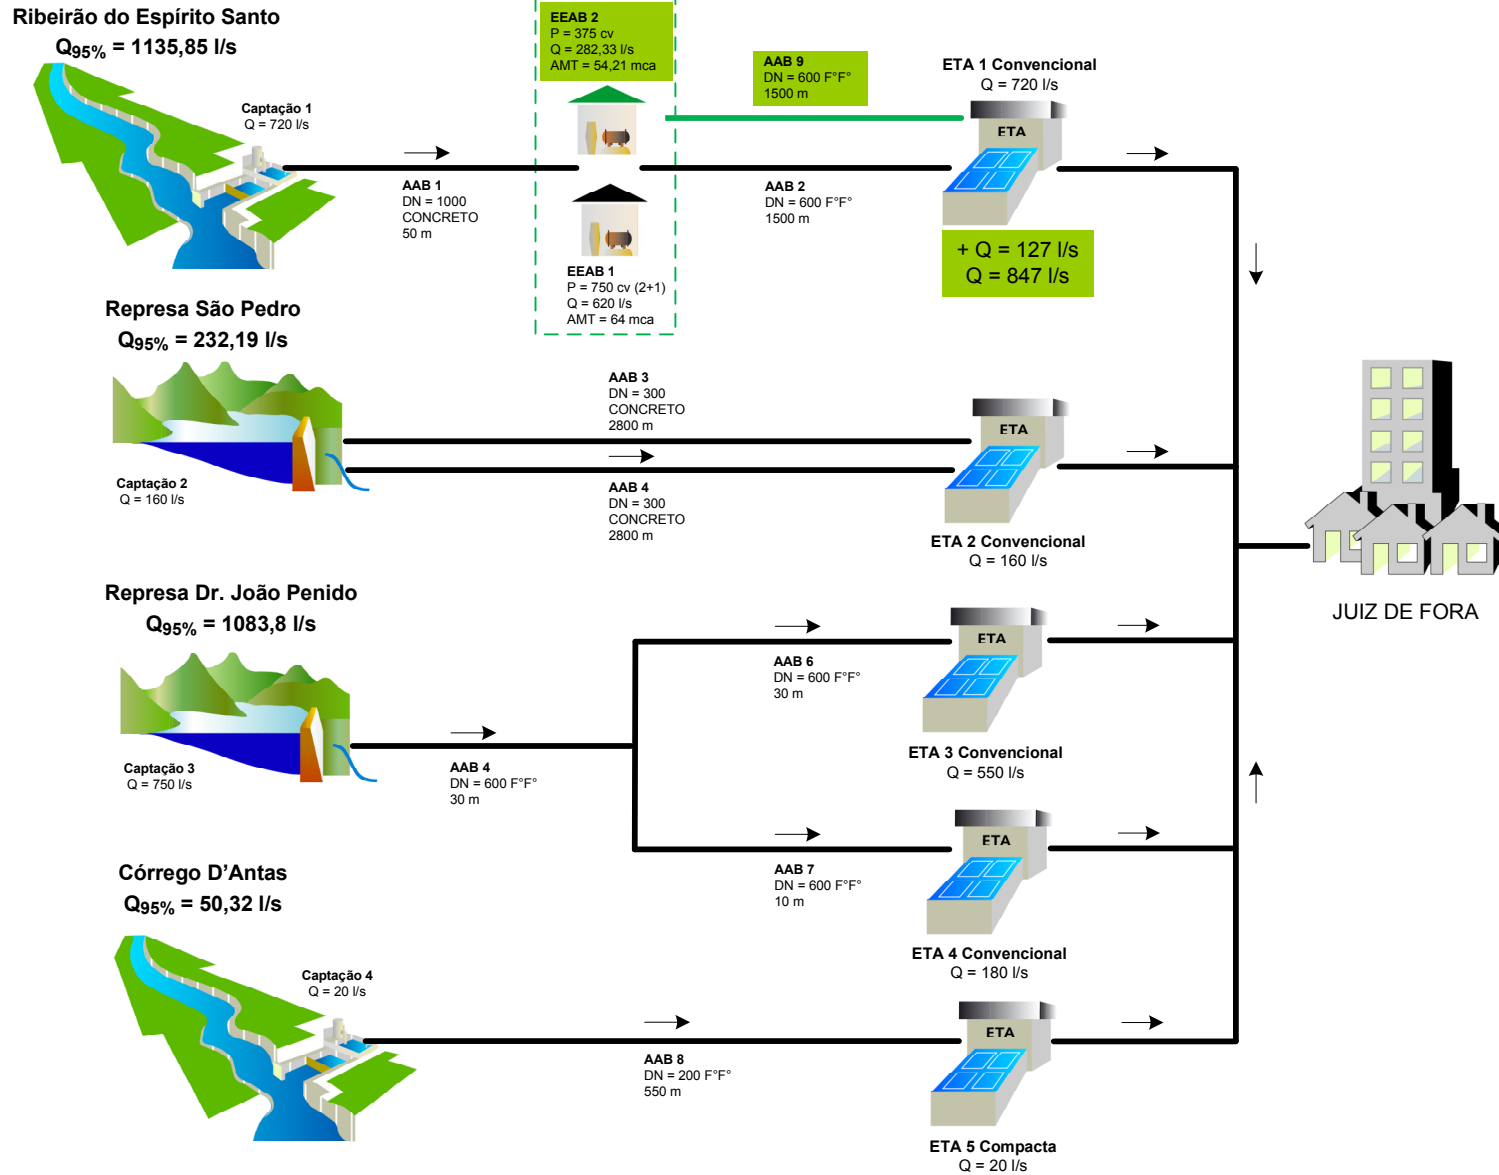 Ribeirão do Espírito Santo
Q95% = 1135,85 l/s
Captação 1
Q = 720 l/s
AAB 1
DN = 1000
CONCRETO
50 m
EEAB 2
P = 375 cv
Q = 282,33 l/s
AMT = 54,21 mca
EEAB 1
P = 750 cv (2+1)
Q = 620 l/s
AMT = 64 mca
AAB 9
DN = 600 F°F°
1500 m
AAB 2
DN = 600 F°F°
1500 m
ETA 1 Convencional
Q = 720 l/s
ETA
+ Q = 127 l/s
Q = 847 l/s
Represa São Pedro
Q95% = 232,19 l/s
Captação 2
Q = 160 l/s
AAB 3
DN = 300
CONCRETO
2800 m
AAB 4
DN = 300
CONCRETO
2800 m
ETA
ETA 2 Convencional
Q = 160 l/s
JUIZ DE FORA
Represa Dr. João Penido
Q95% = 1083,8 l/s
Captação 3
Q = 750 l/s
AAB 4
DN = 600 F°F°
30 m
AAB 6
DN = 600 F°F°
30 m
ETA
ETA 3 Convencional
Q = 550 l/s
AAB 7
DN = 600 F°F°
10 m
ETA
ETA 4 Convencional
Q = 180 l/s
Córrego D'Antas
Q95% = 50,32 l/s
Captação 4
Q = 20 l/s
AAB 8
DN = 200 F°F°
550 m
ETA
ETA 5 Compacta
Q = 20 l/s